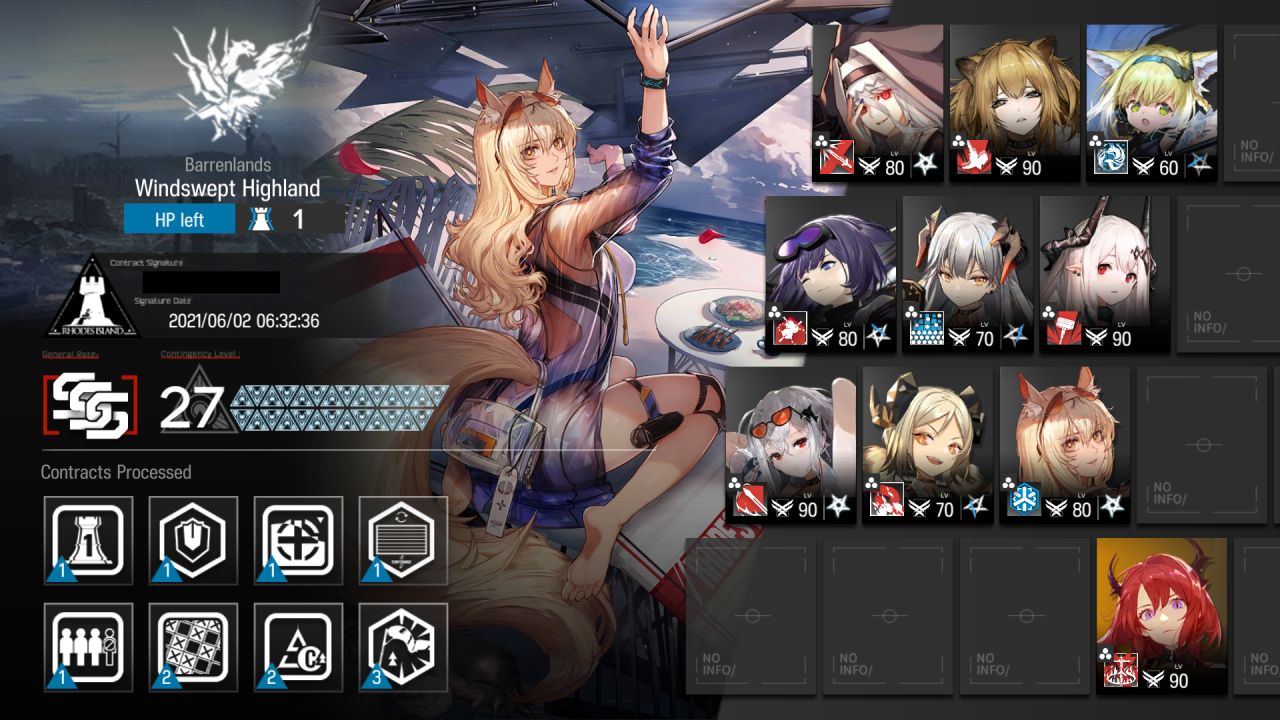 Barrenlands
Windswept Highland
HP left 1
Contract Signature
Signature Date
2021/06/02 06:32:36
RHODES ISLAND
General Rate:
Contingency Level:
SSS
27
Contracts Processed
1
1 1 1 1
1 2 2 3
RHODES
LV 80
LV 90
LV 60
NO INFO/
LV 80
LV 70
LV 90
NO INFO/
LV 90
LV 70
LV 80
NO INFO/
NO INFO/
NO INFO/
NO INFO/
LV 90
NO INFO/